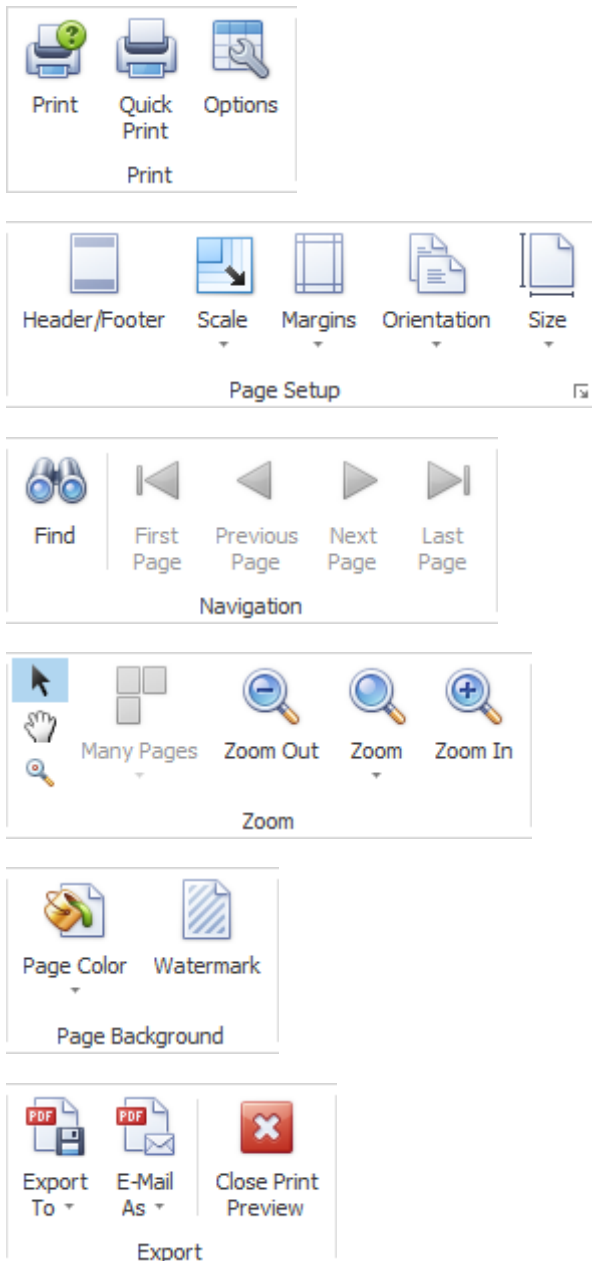 ?
Print Quick Options
Print
Print
Header/Footer Scale Margins Orientation Size
Page Setup
Find First Previous Next Last
Page Page Page Page
Navigation
Many Pages Zoom Out Zoom Zoom In
Zoom
Page Color Watermark
Page Background
PDF PDF
Export E-Mail Close Print
To As Preview
Export